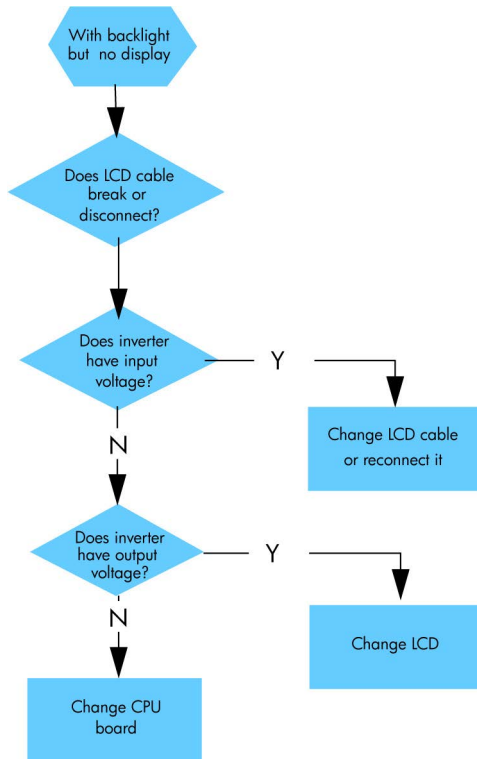 With backlight
but no display
Does LCD cable
break or
disconnect?
Does inverter
have input
voltage?
Y
Change LCD cable
or reconnect it
N
Does inverter
have output
voltage?
Y
Change LCD
N
Change CPU
board